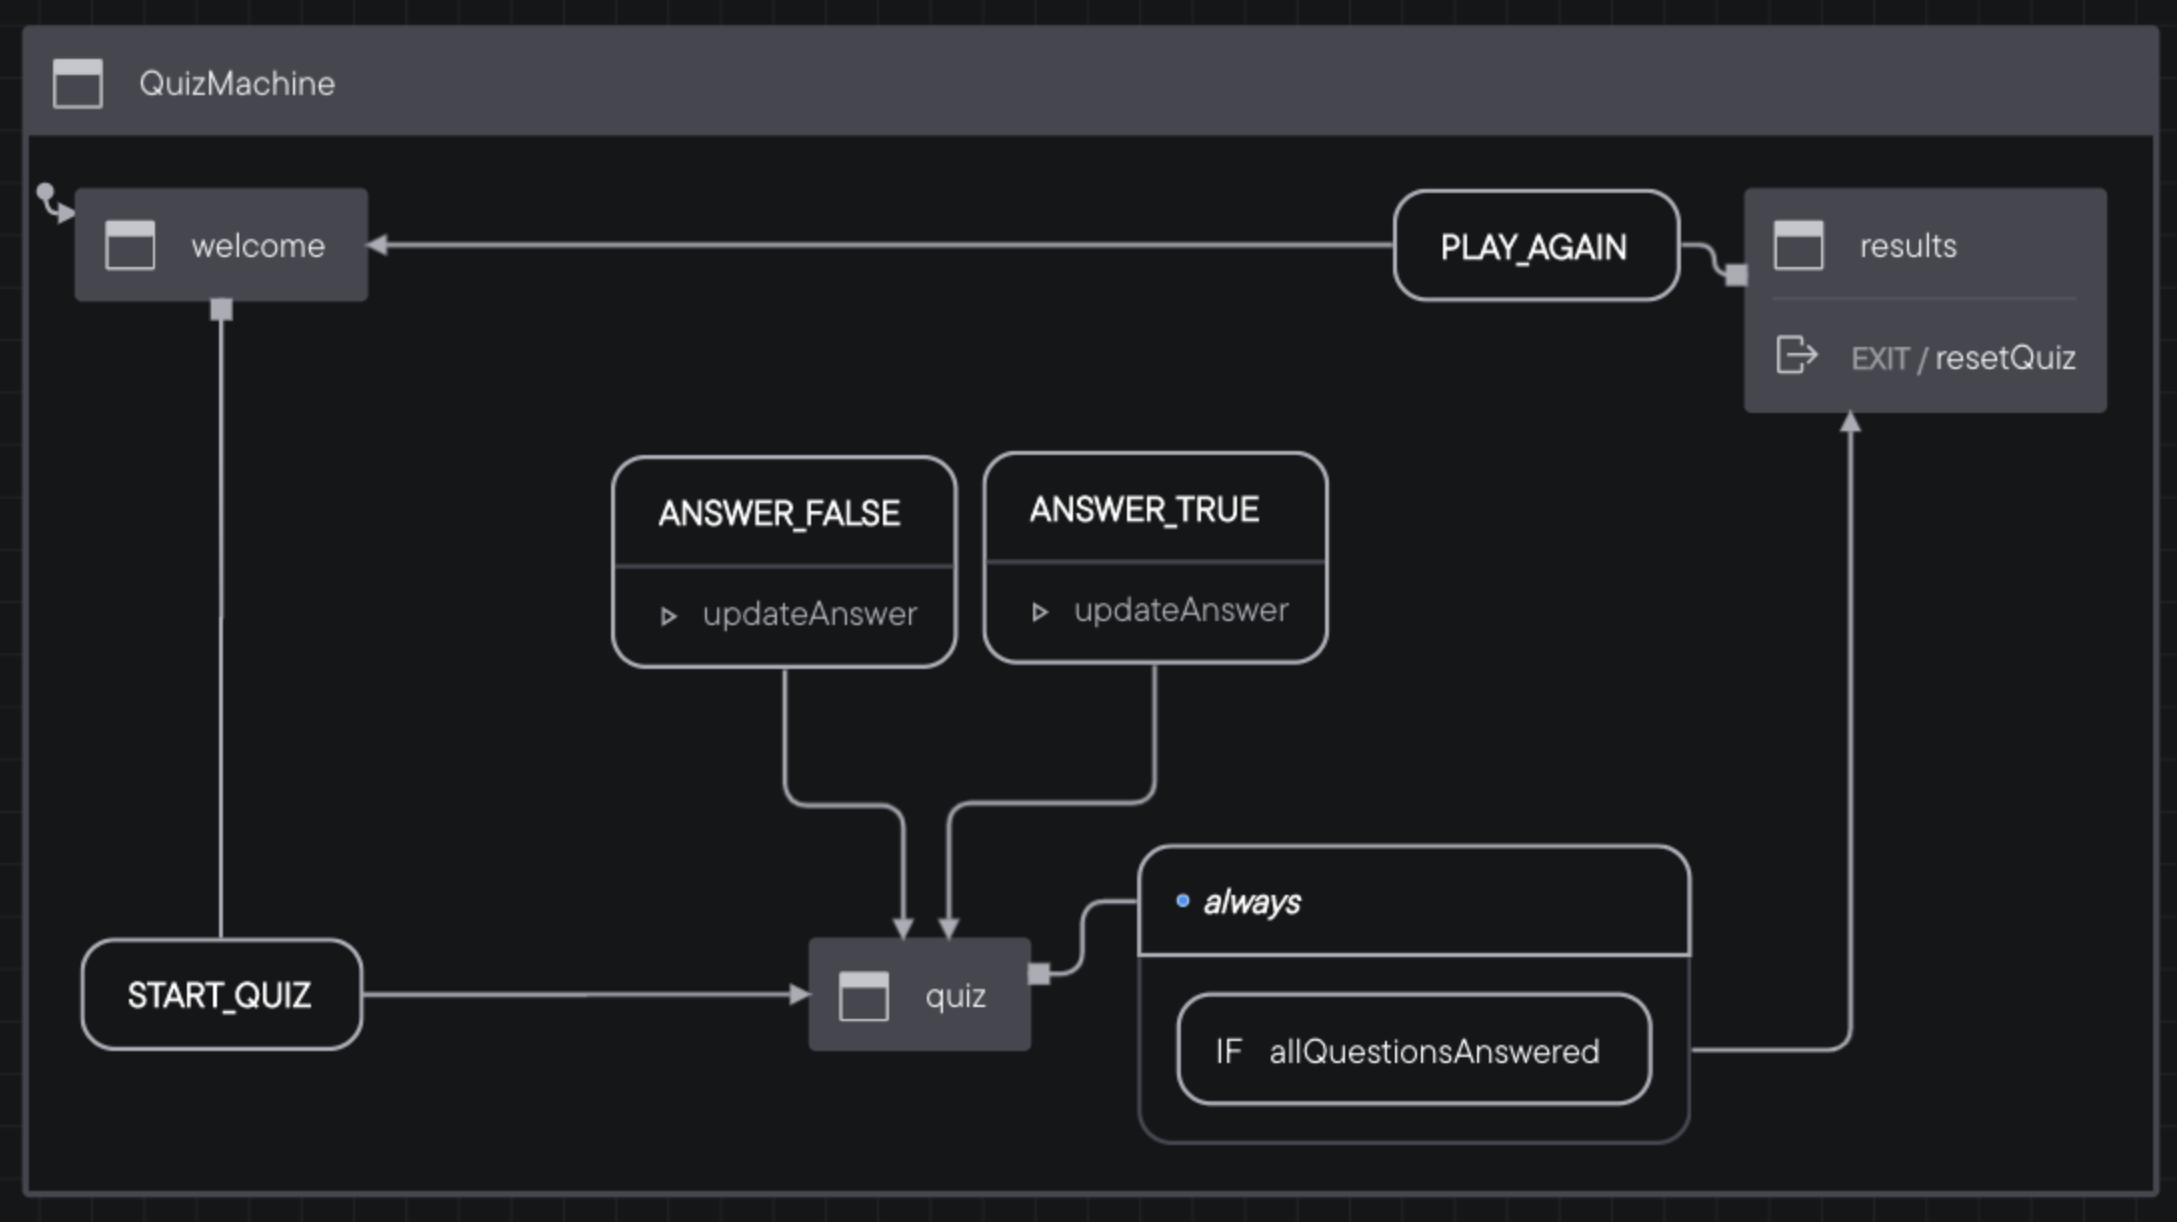 QuizMachine
welcome
PLAY_AGAIN
results
EXIT / resetQuiz
ANSWER_FALSE
updateAnswer
ANSWER_TRUE
updateAnswer
always
START_QUIZ
quiz
IF allQuestionsAnswered